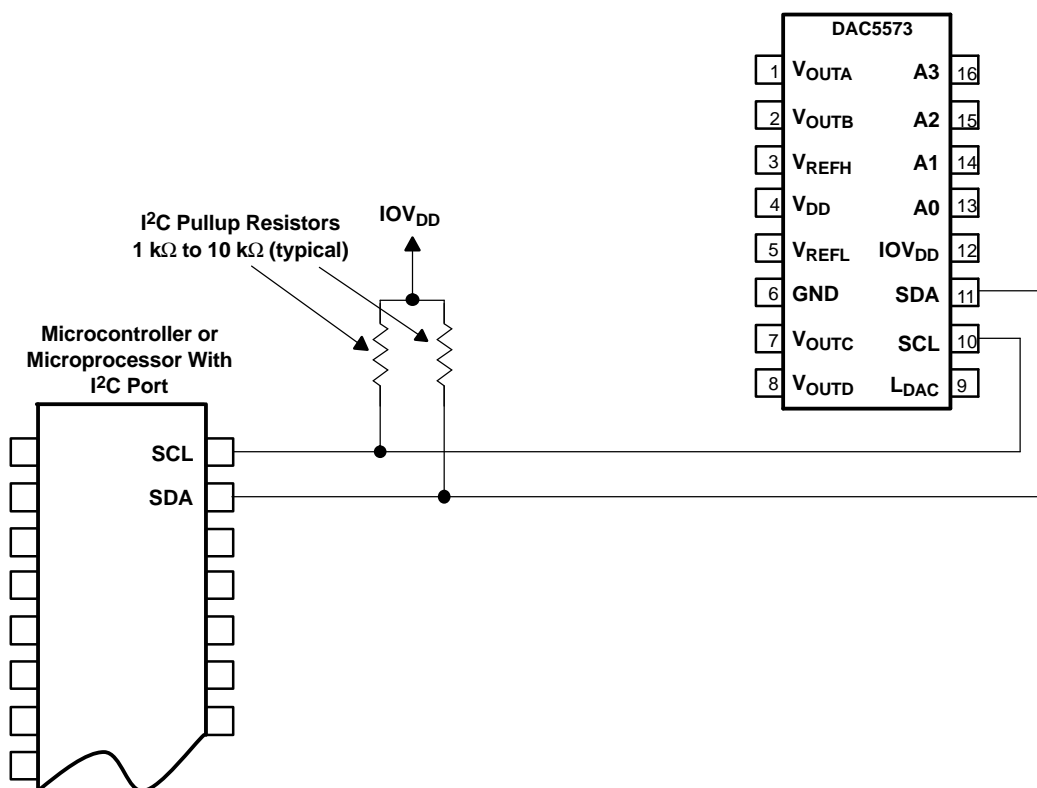 DAC5573
1 VOUTA A3 16
2 VOUTB A2 15
3 VREFH A1 14
4 VDD A0 13
5 VREFL IOVDD 12
6 GND SDA 11
7 VOUTC SCL 10
8 VOUTD LDAC 9
I2C Pullup Resistors
1 kΩ to 10 kΩ (typical)
IOVDD
Microcontroller or
Microprocessor With
I2C Port
SCL
SDA